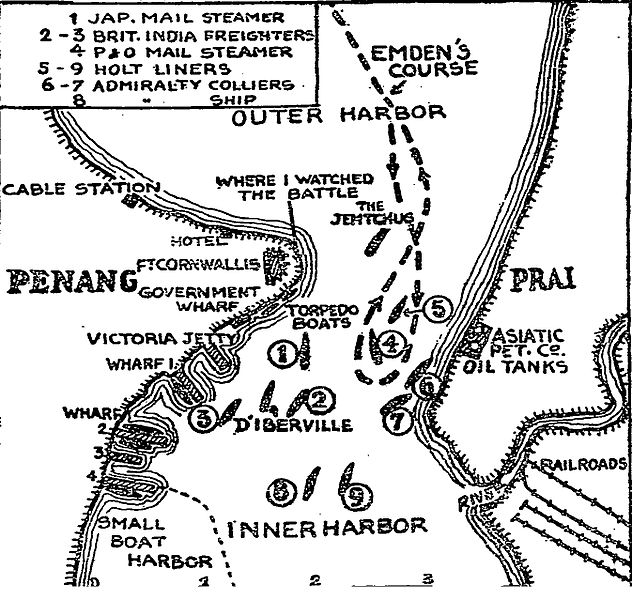 1 JAP. MAIL STEAMER
2-3 BRIT. INDIA FREIGHTERS
4 P&O MAIL STEAMER
5-9 HOLT LINERS
6-7 ADMIRALTY COLLIERS
8 " SHIP
EMDEN'S
COURSE
OUTER HARBOR
CABLE STATION
WHERE I WATCHED
THE BATTLE
THE
JEMTCHUS
HOTEL
FT. CORNWALLIS
PENANG
PRAI
GOVERNMENT
WHARF
TORPEDO
BOATS
5
VICTORIA JETTY
1
4
ASIATIC
PET. CO.
OIL TANKS
WHARF 1
6
WHARF
2
3
4
3
2
D'IBERVILLE
7
RAILROADS
8
9
SMALL
BOAT
HARBOR
INNER HARBOR
0 1 2 3